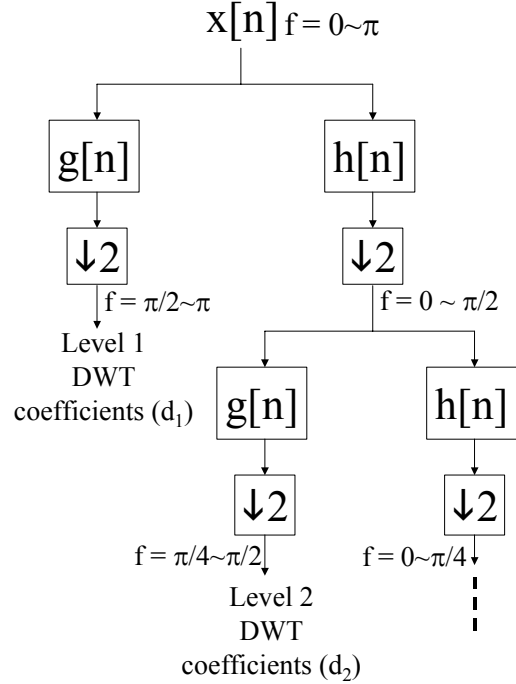 x[n] f = 0~π
g[n] h[n]
↓2 ↓2
f = π/2~π f = 0 ~ π/2
Level 1
DWT
coefficients (d₁)
g[n] h[n]
↓2 ↓2
f = π/4~π/2 f = 0~π/4
Level 2
DWT
coefficients (d₂)